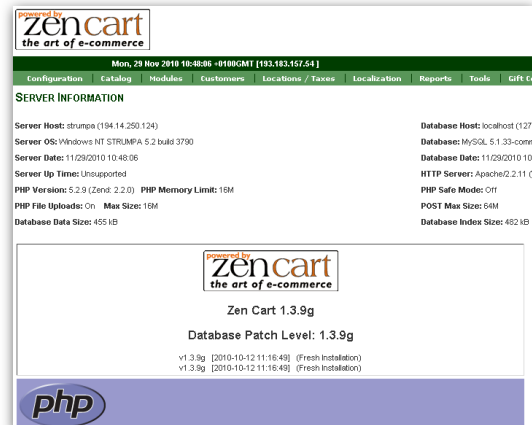 powered by
zen cart
the art of e-commerce
Mon, 29 Nov 2010 10:48:06 +0100GMT [193.183.157.54 ]
Configuration | Catalog | Modules | Customers | Locations / Taxes | Localization | Reports | Tools | Gift
SERVER INFORMATION
Server Host: strumpa (194.14.250.124) Database Host: localhost (127
Server OS: Windows NT STRUMPA 5.2 build 3790 Database: MySQL 5.1.33-comm
Server Date: 11/29/2010 10:48:06 Database Date: 11/29/2010 10
Server Up Time: Unsupported HTTP Server: Apache/2.2.11 (
PHP Version: 5.2.9 (Zend: 2.2.0) PHP Memory Limit: 16M PHP Safe Mode: Off
PHP File Uploads: On Max Size: 16M POST Max Size: 64M
Database Data Size: 455 kB Database Index Size: 482 kB
powered by
zen cart
the art of e-commerce
Zen Cart 1.3.9g
Database Patch Level: 1.3.9g
v1.3.9g [2010-10-12 11:16:49] (Fresh Installation)
v1.3.9g [2010-10-12 11:16:49] (Fresh Installation)
php